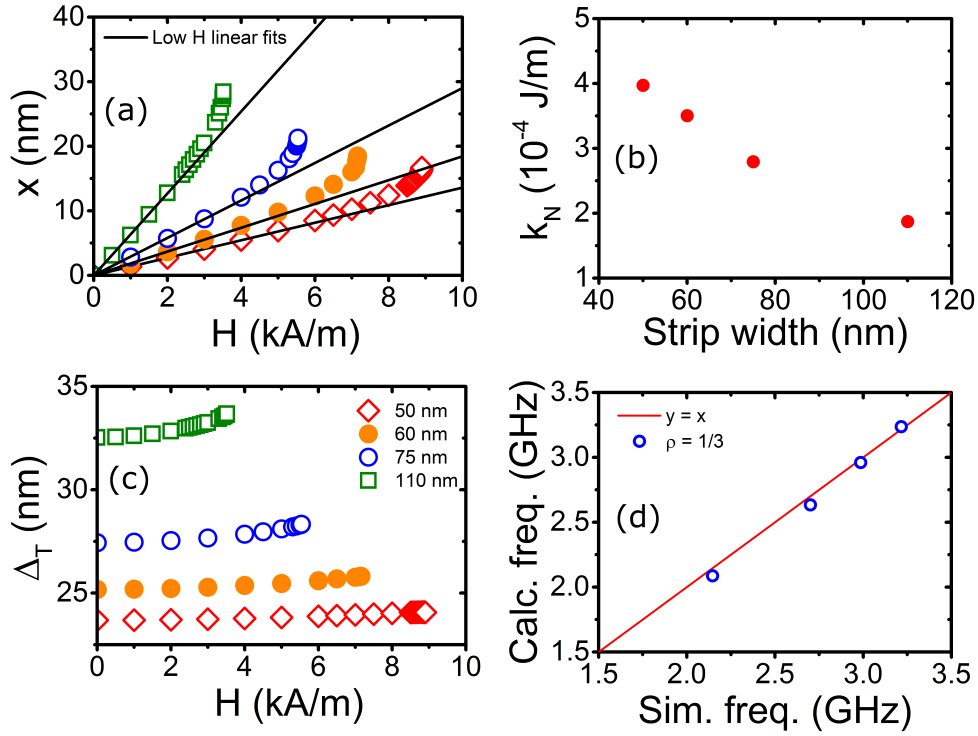 40
30
20
10
0
x (nm)
Low H linear fits
(a)
0 2 4 6 8 10
H (kA/m)
5
4
3
2
1
k_N (10^-4 J/m)
(b)
40 60 80 100 120
Strip width (nm)
35
30
25
Δ_T (nm)
(c)
50 nm
60 nm
75 nm
110 nm
0 2 4 6 8 10
H (kA/m)
3.5
3.0
2.5
2.0
1.5
Calc. freq. (GHz)
y = x
ρ = 1/3
(d)
1.5 2.0 2.5 3.0 3.5
Sim. freq. (GHz)